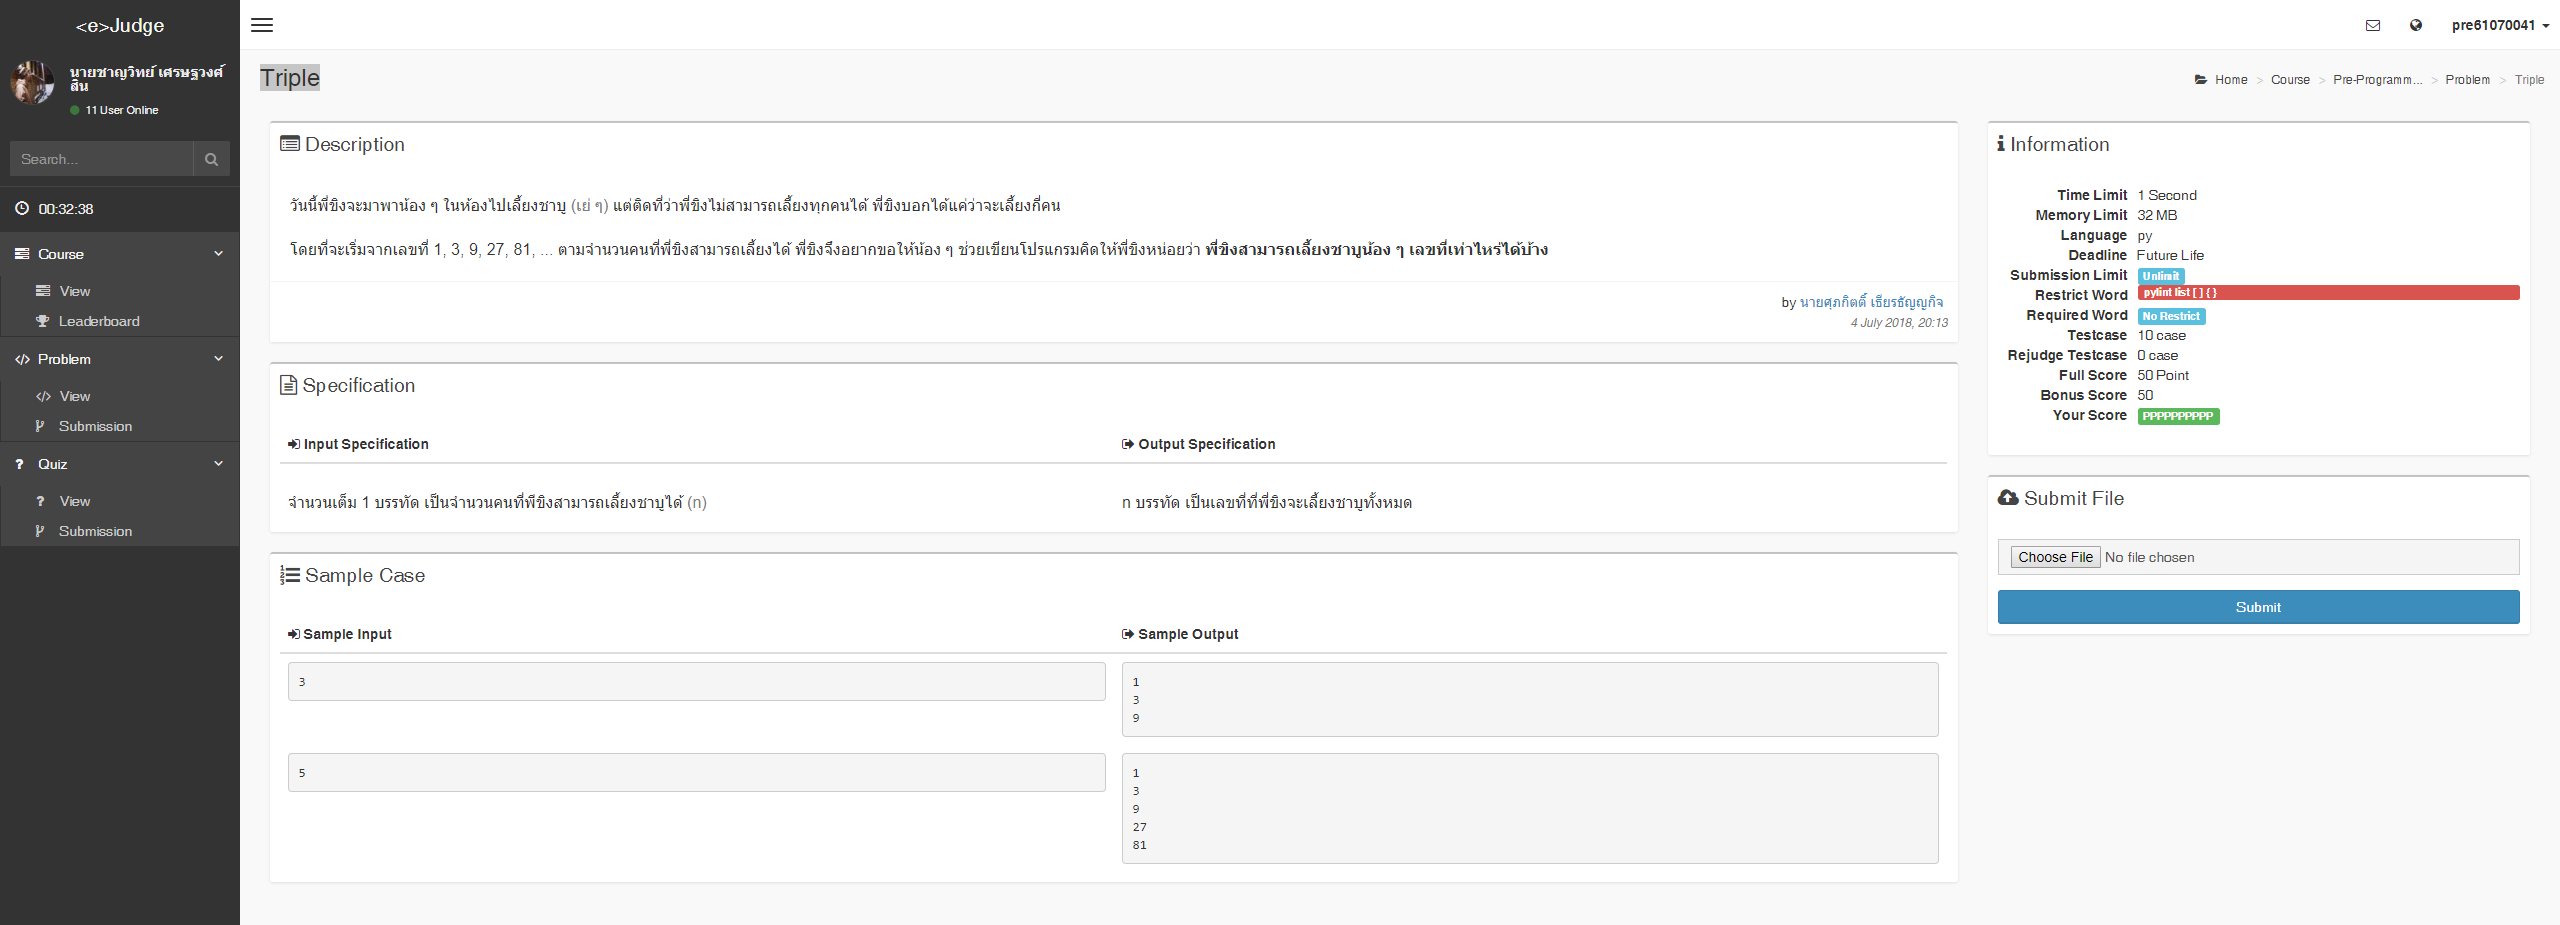 <e>Judge
นายชาญวิทย์ เศรษฐวงศ์
สิน
11 User Online
Search...
00:32:38
Course
View
Leaderboard
Problem
View
Submission
Quiz
View
Submission
pre61070041
Triple
Home > Course > Pre-Programm... > Problem > Triple
Description
วันนี้พี่ขิงจะมาพาน้อง ๆ ในห้องไปเลี้ยงชาบู (เย่ ๆ) แต่ติดที่ว่าพี่ขิงไม่สามารถเลี้ยงทุกคนได้ พี่ขิงบอกได้แค่ว่าจะเลี้ยงกี่คน
โดยที่จะเริ่มจากเลขที่ 1, 3, 9, 27, 81, ... ตามจำนวนคนที่พี่ขิงสามารถเลี้ยงได้ พี่ขิงจึงอยากขอให้น้อง ๆ ช่วยเขียนโปรแกรมคิดให้พี่ขิงหน่อยว่า พี่ขิงสามารถเลี้ยงชาบูน้อง ๆ เลขที่เท่าไหร่ได้บ้าง
by นายศุภกิตติ์ เธียรธัญญกิจ
4 July 2018, 20:13
Specification
Input Specification
Output Specification
จำนวนเต็ม 1 บรรทัด เป็นจำนวนคนที่พี่ขิงสามารถเลี้ยงชาบูได้ (n)
n บรรทัด เป็นเลขที่ที่พี่ขิงจะเลี้ยงชาบูทั้งหมด
Sample Case
Sample Input
Sample Output
3
1
3
9
5
1
3
9
27
81
Information
Time Limit 1 Second
Memory Limit 32 MB
Language py
Deadline Future Life
Submission Limit Unlimit
Restrict Word pylint list [ ] { }
Required Word No Restrict
Testcase 10 case
Rejudge Testcase 0 case
Full Score 50 Point
Bonus Score 50
Your Score PPPPPPPPPP
Submit File
Choose File No file chosen
Submit